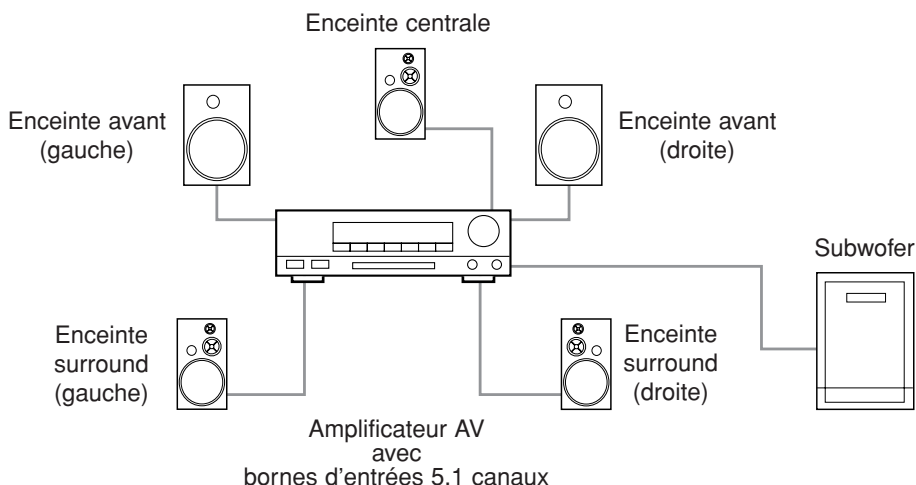 Enceinte centrale
Enceinte avant
(gauche)
Enceinte avant
(droite)
Subwofer
Enceinte
surround
(gauche)
Enceinte
surround
(droite)
Amplificateur AV
avec
bornes d'entrées 5.1 canaux